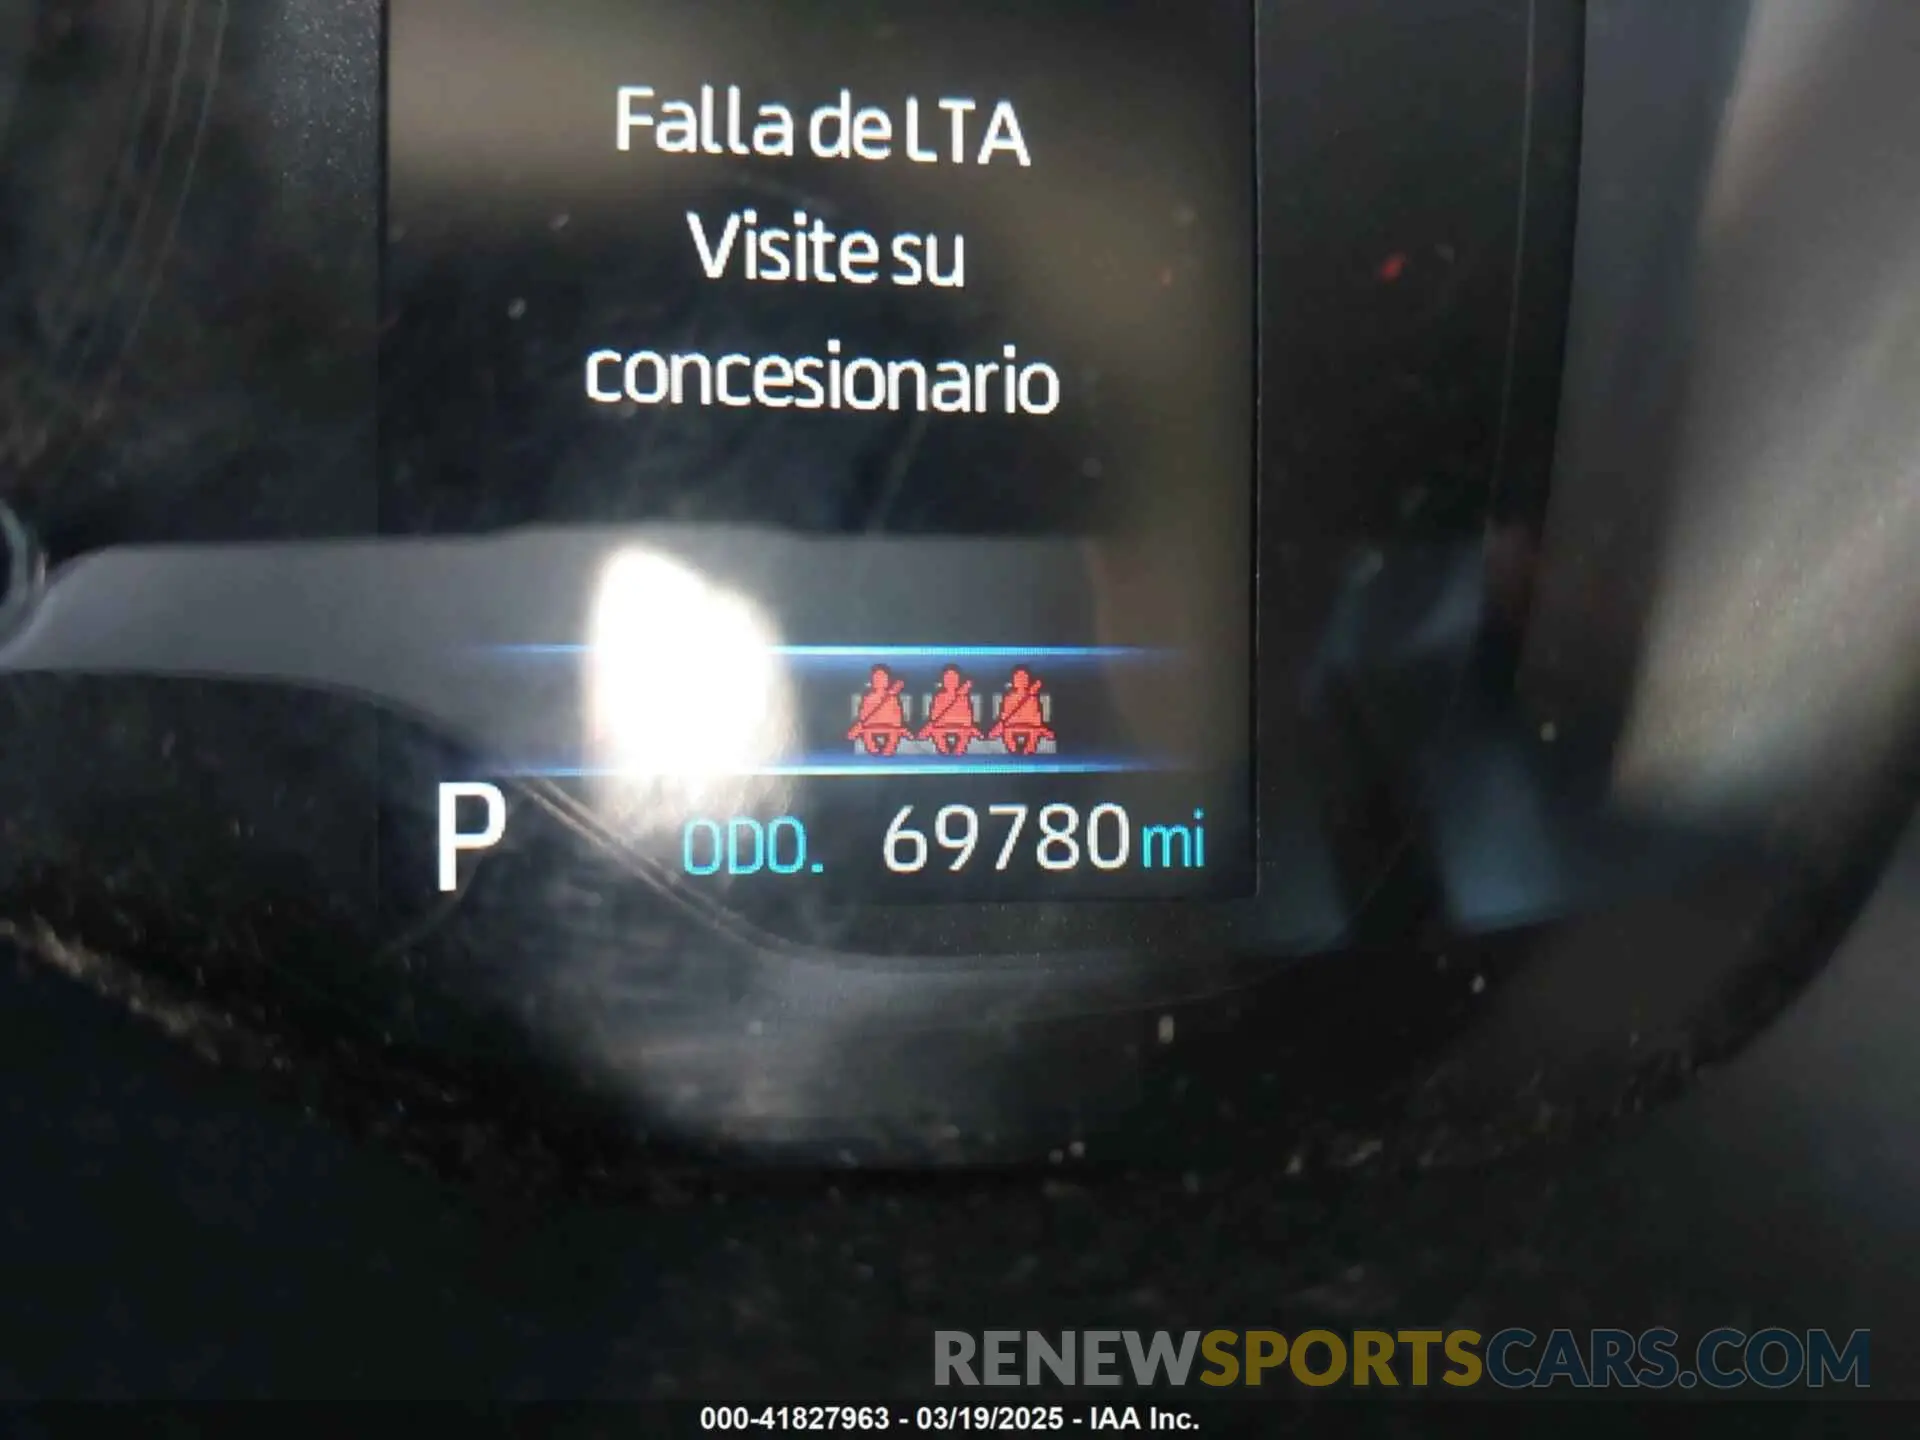 Falla de LTA
Visite su
concesionario
P ODO. 69780 mi
RENEWSPORTSCARS.COM
000-41827963 - 03/19/2025 - IAA Inc.